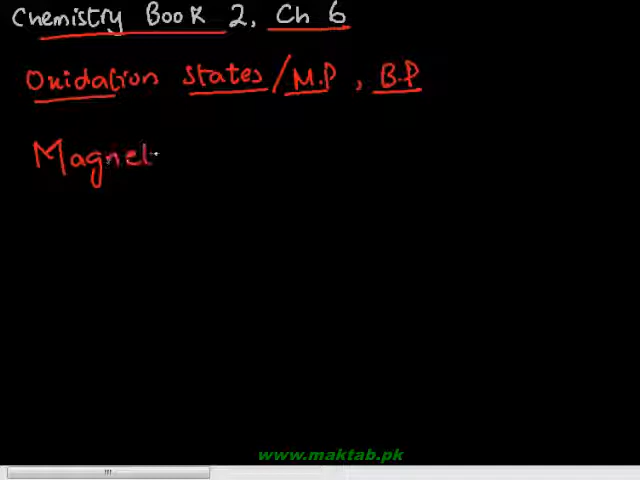 Chemistry Book 2, Ch 6
Oxidation states / M.P , B.P
Magnet
www.maktab.pk